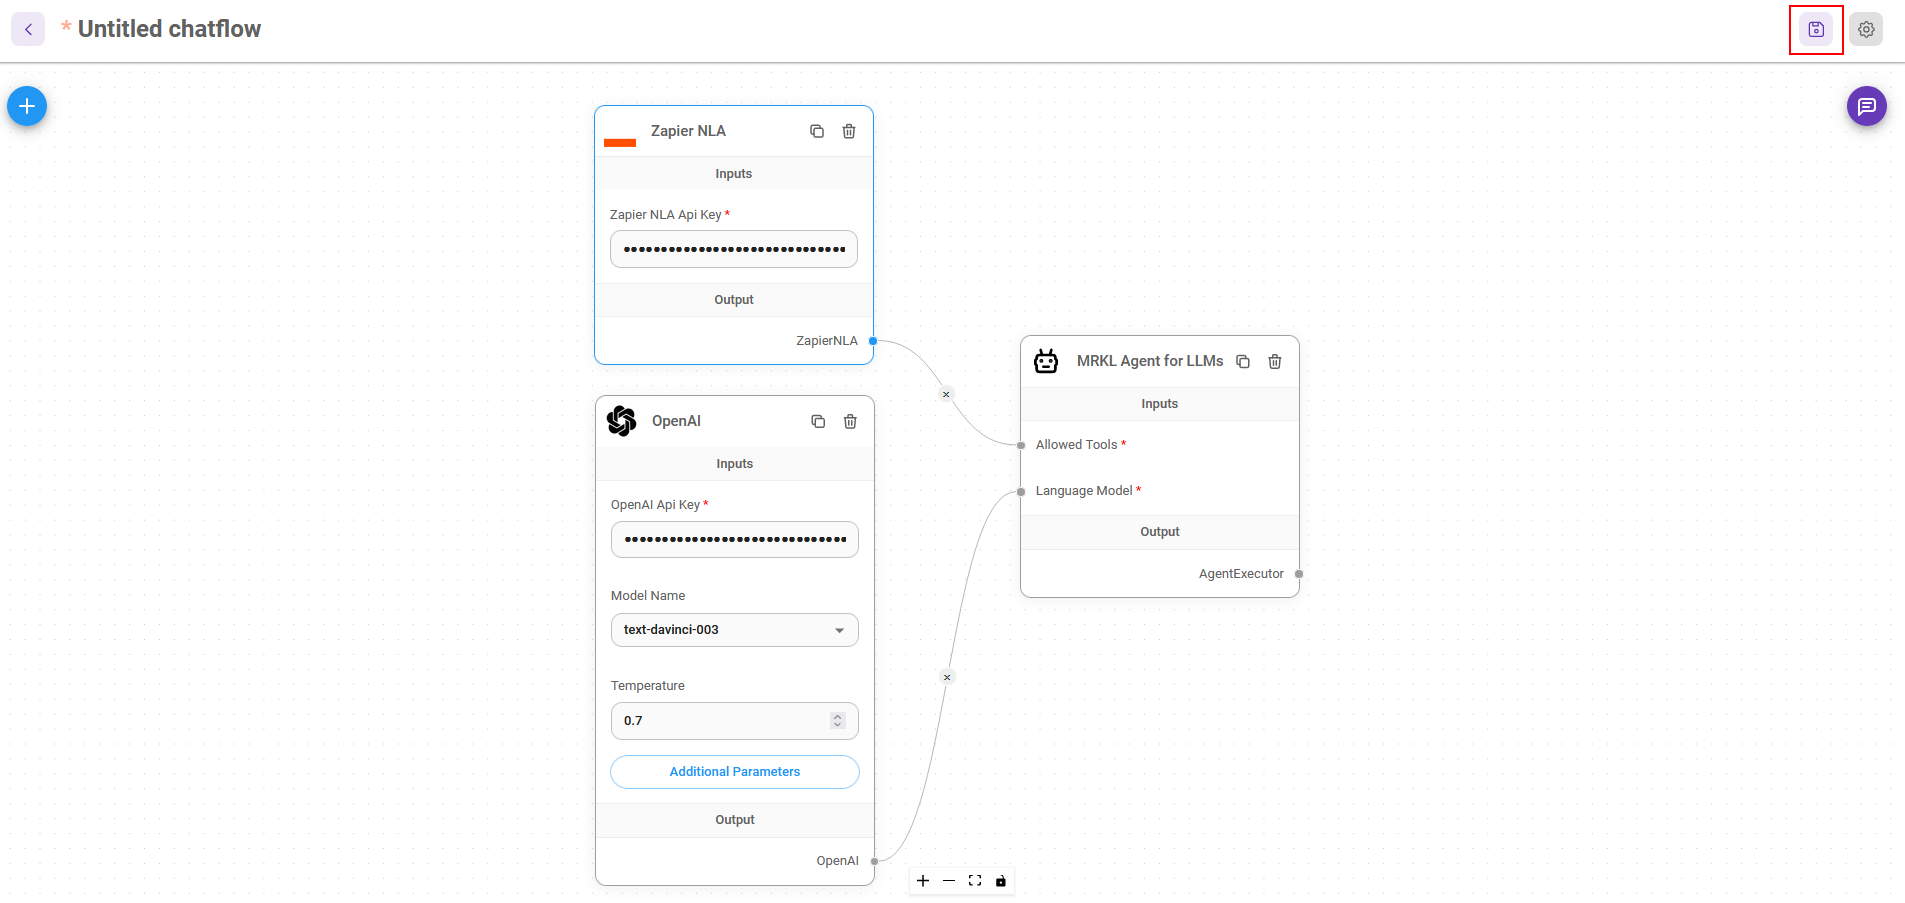 * Untitled chatflow
Zapier NLA
Inputs
Zapier NLA Api Key *
••••••••••••••••••••••••••••••
Output
ZapierNLA
OpenAI
Inputs
OpenAI Api Key *
••••••••••••••••••••••••••••••
Model Name
text-davinci-003
Temperature
0.7
Additional Parameters
Output
OpenAI
MRKL Agent for LLMs
Inputs
Allowed Tools *
Language Model *
Output
AgentExecutor